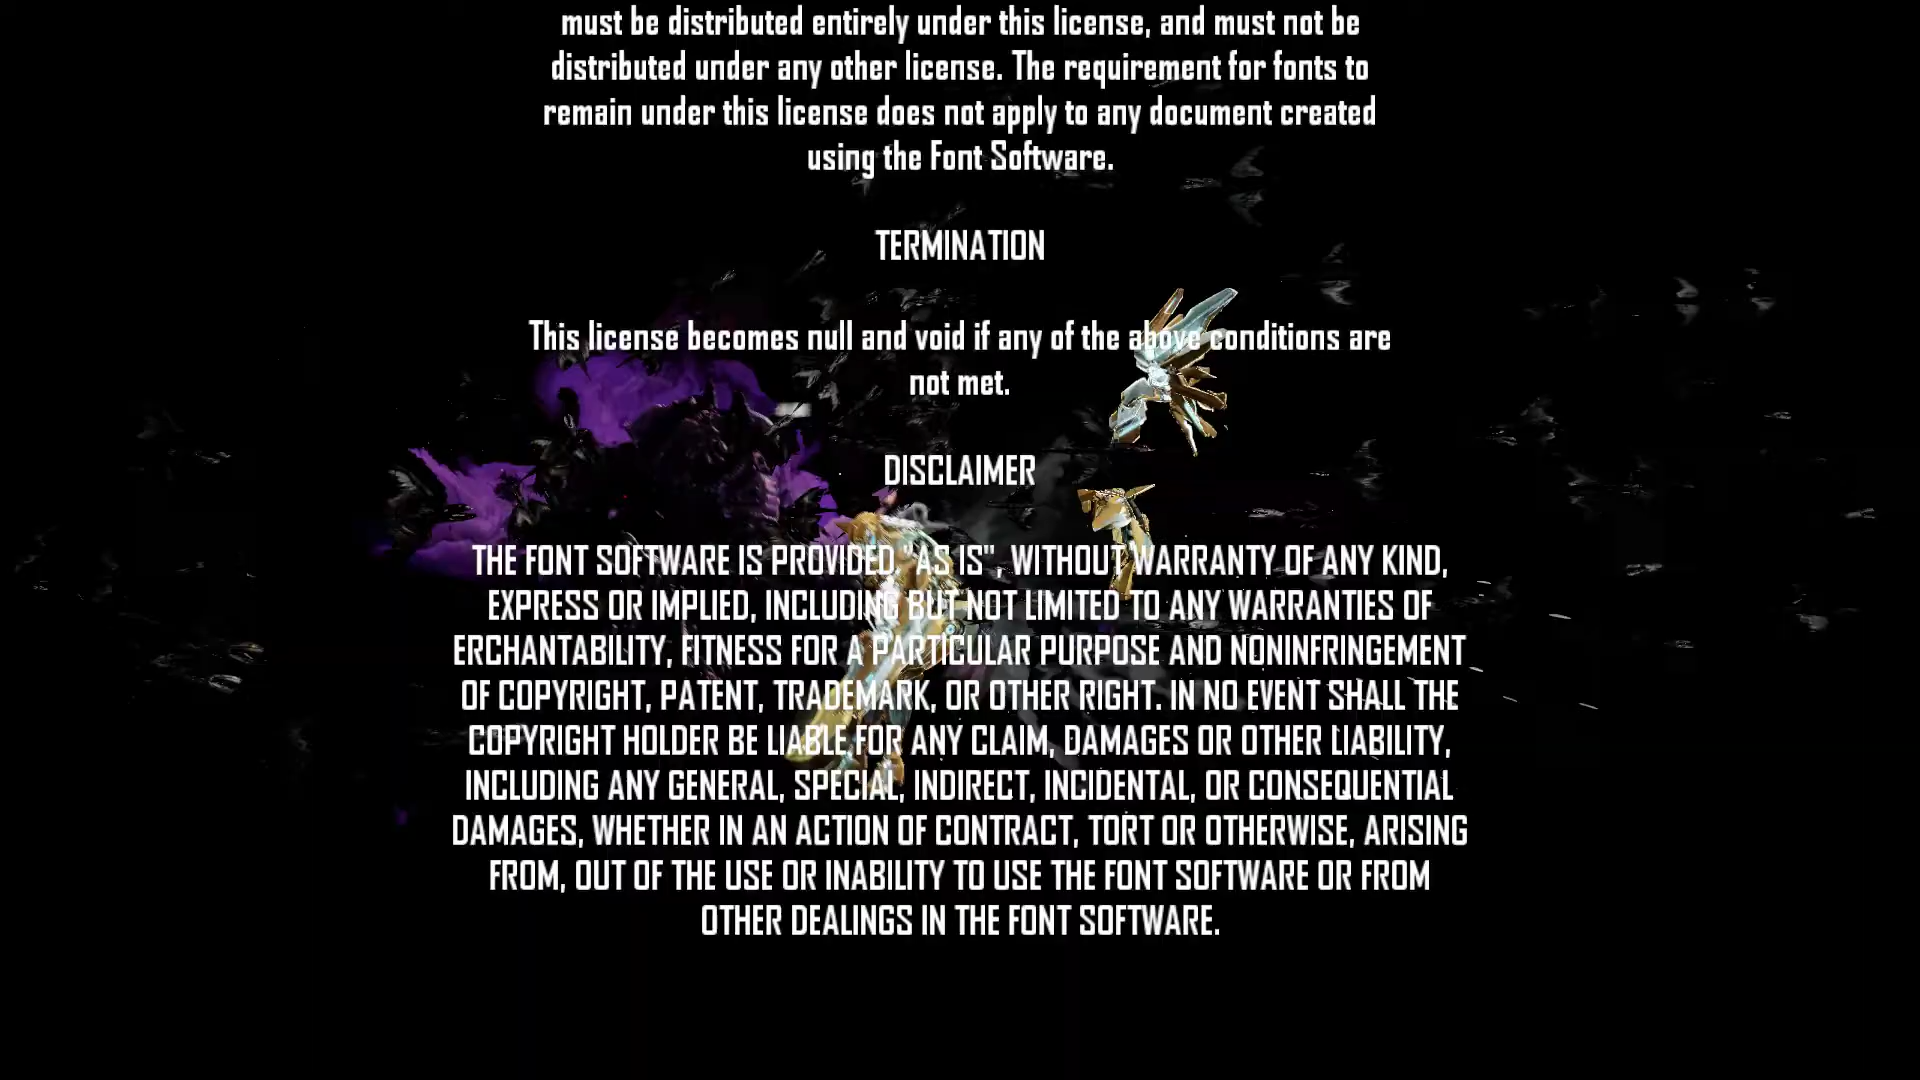 must be distributed entirely under this license, and must not be
distributed under any other license. The requirement for fonts to
remain under this license does not apply to any document created
using the Font Software.
TERMINATION
This license becomes null and void if any of the above conditions are
not met.
DISCLAIMER
THE FONT SOFTWARE IS PROVIDED "AS IS", WITHOUT WARRANTY OF ANY KIND,
EXPRESS OR IMPLIED, INCLUDING BUT NOT LIMITED TO ANY WARRANTIES OF
ERCHANTABILITY, FITNESS FOR A PARTICULAR PURPOSE AND NONINFRINGEMENT
OF COPYRIGHT, PATENT, TRADEMARK, OR OTHER RIGHT. IN NO EVENT SHALL THE
COPYRIGHT HOLDER BE LIABLE FOR ANY CLAIM, DAMAGES OR OTHER LIABILITY,
INCLUDING ANY GENERAL, SPECIAL, INDIRECT, INCIDENTAL, OR CONSEQUENTIAL
DAMAGES, WHETHER IN AN ACTION OF CONTRACT, TORT OR OTHERWISE, ARISING
FROM, OUT OF THE USE OR INABILITY TO USE THE FONT SOFTWARE OR FROM
OTHER DEALINGS IN THE FONT SOFTWARE.